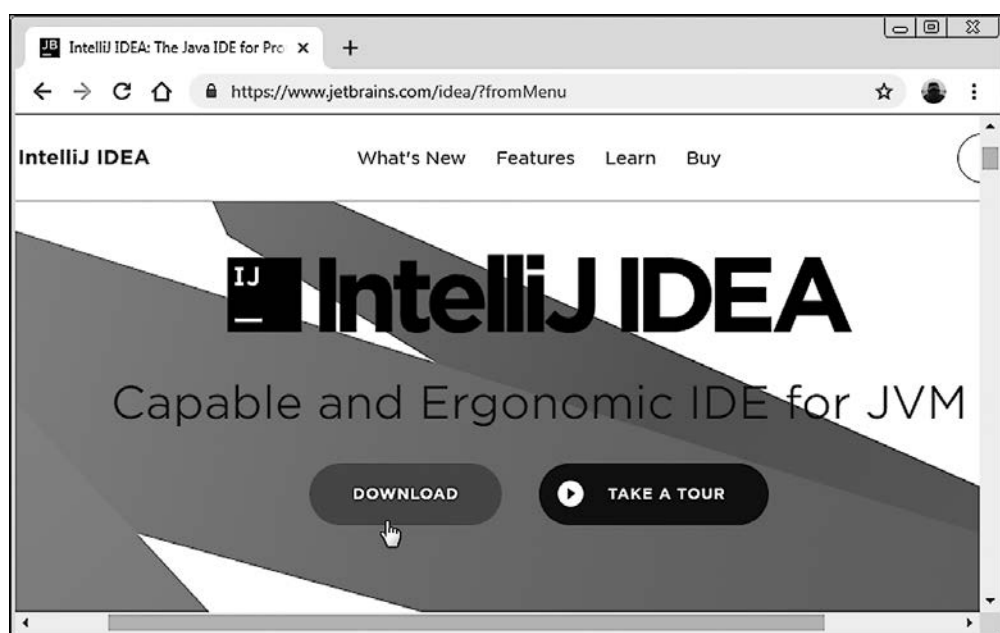 JB IntelliJ IDEA: The Java IDE for Pro
https://www.jetbrains.com/idea/?fromMenu
IntelliJ IDEA What's New Features Learn Buy
IJ IntelliJ IDEA
Capable and Ergonomic IDE for JVM
DOWNLOAD TAKE A TOUR